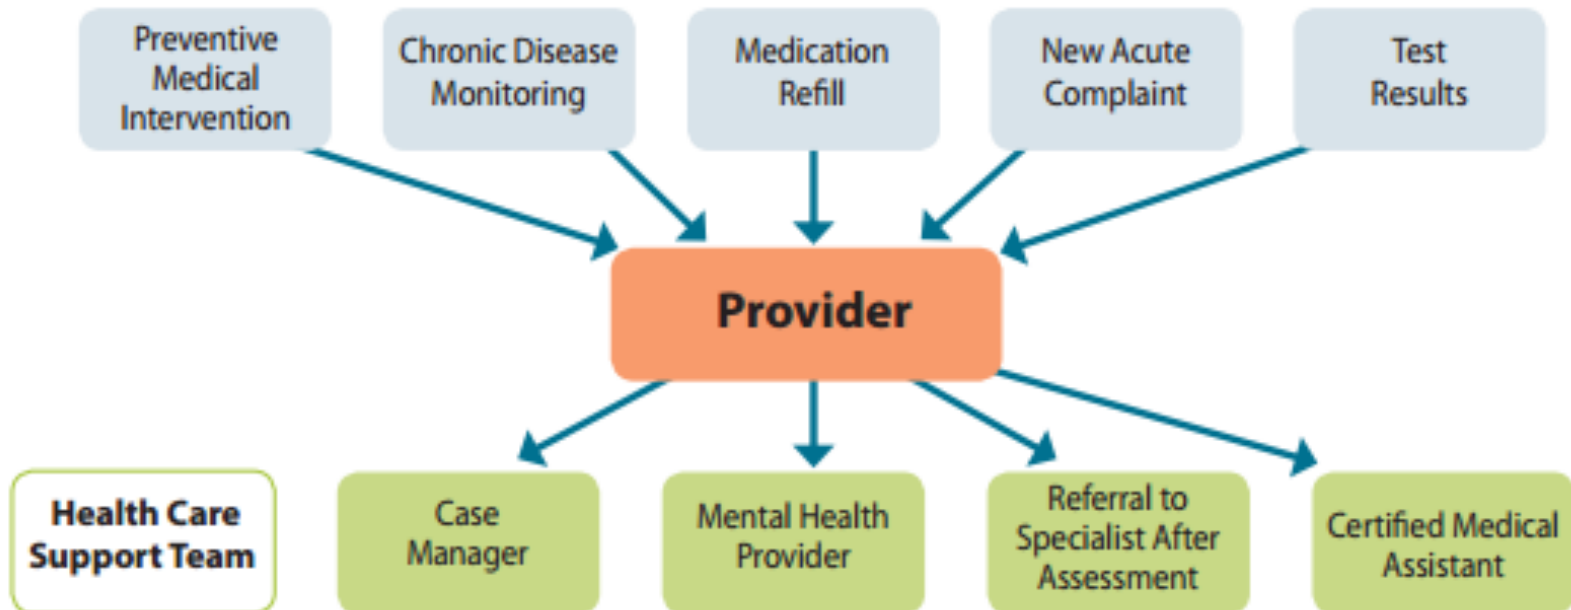 Preventive
Medical
Intervention
Chronic Disease
Monitoring
Medication
Refill
New Acute
Complaint
Test
Results
Provider
Health Care
Support Team
Case
Manager
Mental Health
Provider
Referral to
Specialist After
Assessment
Certified Medical
Assistant